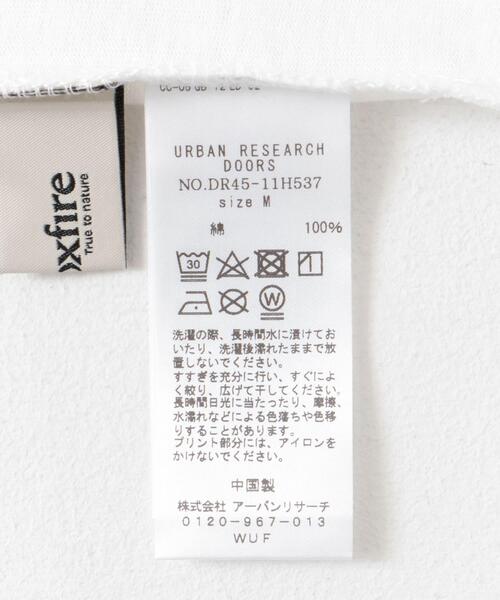 URBAN RESEARCH
DOORS
NO.DR45-11H537
size M
綿 100%
30
W
洗濯の際、長時間水に漬けてお
いたり、洗濯後濡れたままで放
置しないでください。
すすぎを充分に行い、すぐによ
く絞り、広げて干してください。
長時間日光に当たったり、摩擦、
水濡れなどによる色落ちや色移
りすることがあります。
プリント部分には、アイロンを
かけないでください。
中国製
株式会社 アーバンリサーチ
0120-967-013
WUF
oxfire
True to nature